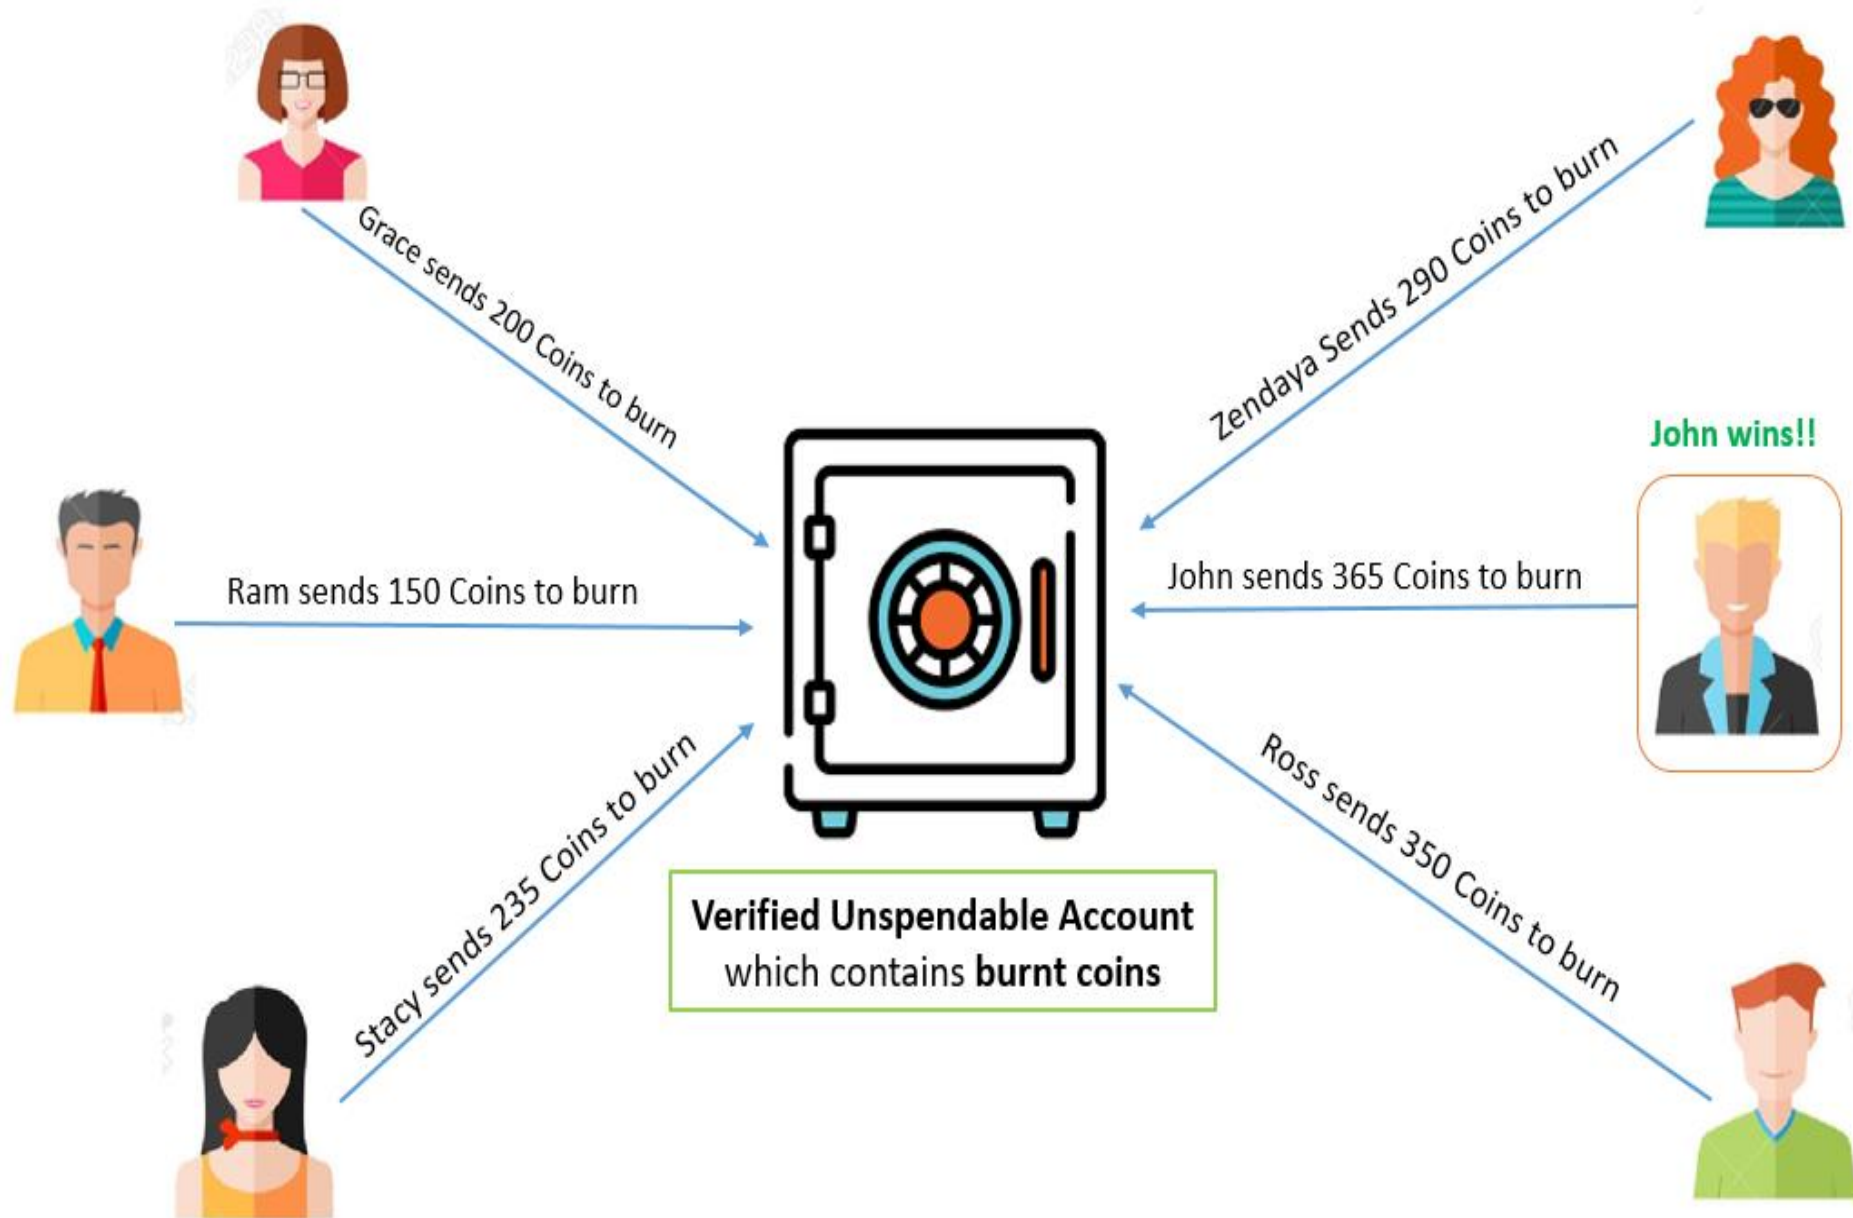 Grace sends 200 Coins to burn
Zendaya Sends 290 Coins to burn
John wins!!
Ram sends 150 Coins to burn
John sends 365 Coins to burn
Stacy sends 235 Coins to burn
Ross sends 350 Coins to burn
Verified Unspendable Account
which contains burnt coins